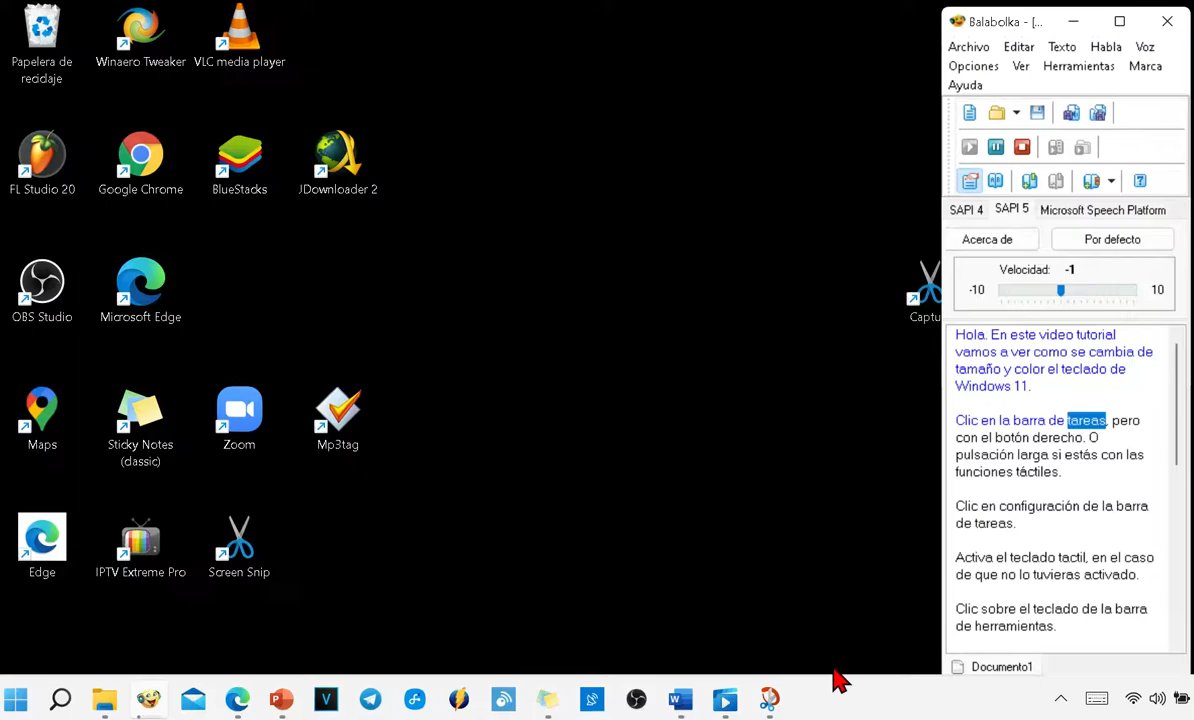 Papelera de
reciclaje
Winaero Tweaker
VLC media player
FL Studio 20
Google Chrome
BlueStacks
JDownloader 2
OBS Studio
Microsoft Edge
Captu
Maps
Sticky Notes
(classic)
Zoom
Mp3tag
Edge
IPTV Extreme Pro
Screen Snip
Balabolka - [...
Archivo Editar Texto Habla Voz
Opciones Ver Herramientas Marca
Ayuda
SAPI 4 SAPI 5 Microsoft Speech Platform
Acerca de Por defecto
Velocidad: -1
-10 10
Hola. En este video tutorial
vamos a ver como se cambia de
tamaño y color el teclado de
Windows 11.
Clic en la barra de tareas, pero
con el botón derecho. O
pulsación larga si estás con las
funciones táctiles.
Clic en configuración de la barra
de tareas.
Activa el teclado tactil, en el caso
de que no lo tuvieras activado.
Clic sobre el teclado de la barra
de herramientas.
Documento1